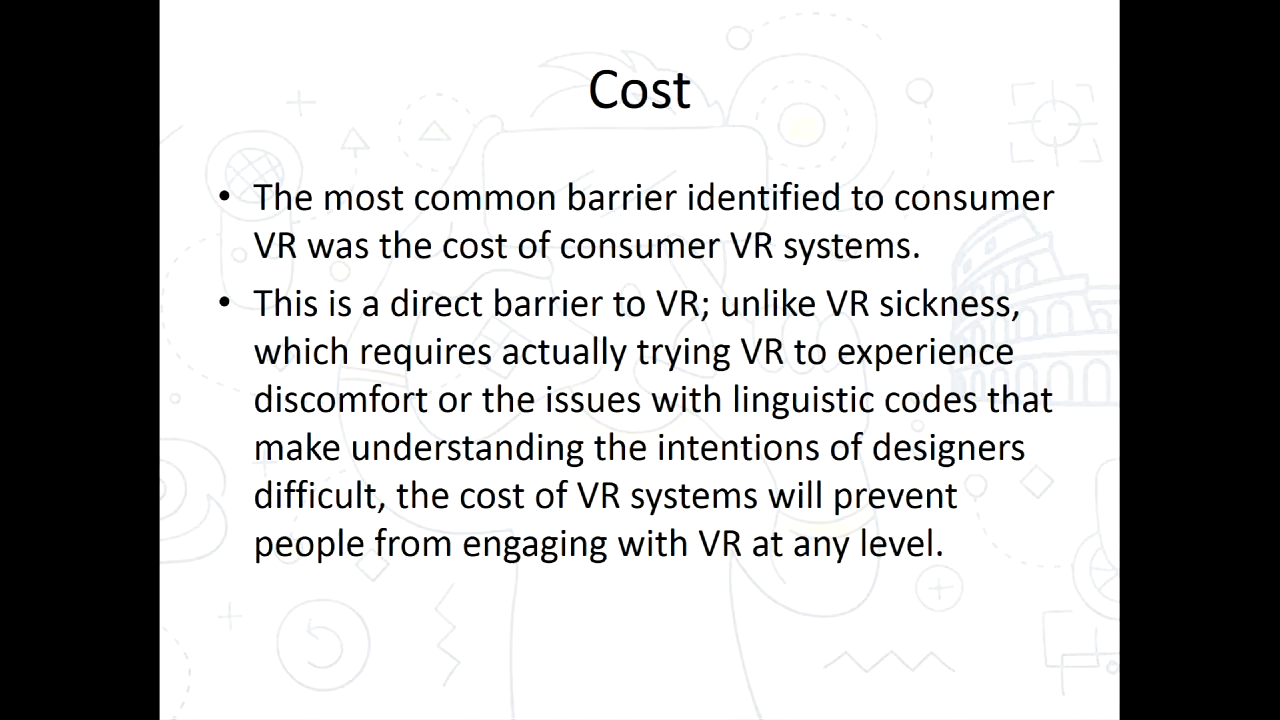 Cost
• The most common barrier identified to consumer
VR was the cost of consumer VR systems.
• This is a direct barrier to VR; unlike VR sickness,
which requires actually trying VR to experience
discomfort or the issues with linguistic codes that
make understanding the intentions of designers
difficult, the cost of VR systems will prevent
people from engaging with VR at any level.